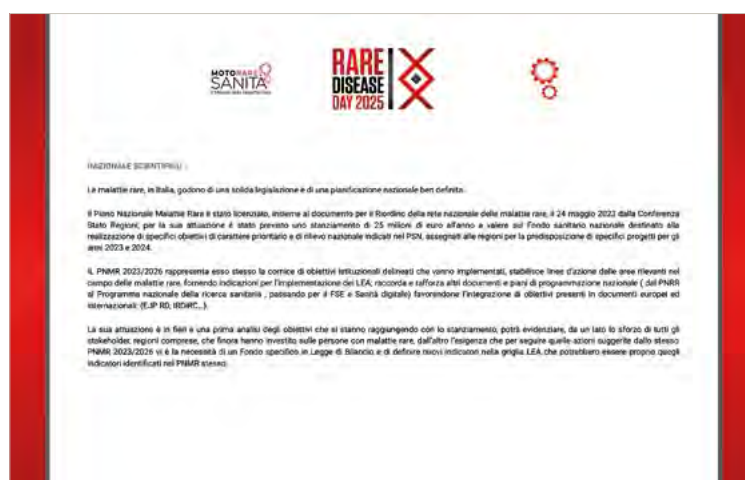 MOTORE
SANITÀ
RARE
DISEASE
DAY 2025
RAZIONALE SCIENTIFICO
Le malattie rare, in Italia, godono di una solida legislazione e di una pianificazione nazionale ben definita.
Il Piano Nazionale Malattie Rare è stato licenziato, insieme al documento per il Riordino della rete nazionale delle malattie rare, il 24 maggio 2023 dalla Conferenza
Stato Regioni; per la sua attuazione è stato previsto uno stanziamento di 25 milioni di euro all'anno a valere sul Fondo sanitario nazionale destinato alla
realizzazione di specifici obiettivi di carattere prioritario e di rilievo nazionale indicati nel PSN, assegnati alle regioni per la predisposizione di specifici progetti per gli
anni 2023 e 2024.
IL PNMR 2023/2026 rappresenta esso stesso la cornice di obiettivi istituzionali delineati che vanno implementati, stabilisce linee d'azione delle aree rilevanti nel
campo delle malattie rare, fornendo indicazioni per l'implementazione dei LEA; raccorda e rafforza altri documenti e piani di programmazione nazionale ( dal PNRR
al Programma nazionale della ricerca sanitaria , passando per il FSE e Sanità digitale) favorendone l'integrazione di obiettivi presenti in documenti europei ed
internazionali: (EJP RD, IRDiRC,..).
La sua attuazione è in fieri e una prima analisi degli obiettivi che si stanno raggiungendo con lo stanziamento, potrà evidenziare, da un lato lo sforzo di tutti gli
stakeholder, regioni comprese, che finora hanno investito sulle persone con malattie rare, dall'altro l'esigenza che per seguire quelle azioni suggerite dallo stesso
PNMR 2023/2026 vi è la necessità di un Fondo specifico in Legge di Bilancio e di definire nuovi indicatori nella griglia LEA che potrebbero essere proprio quegli
indicatori identificati nel PNMR stesso.